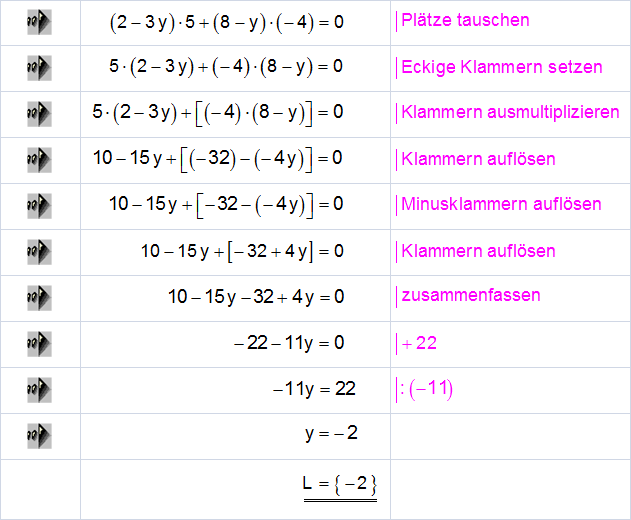 (2 − 3y)·5 + (8 − y)·(−4) = 0 |Plätze tauschen
5·(2 − 3y) + (−4)·(8 − y) = 0 |Eckige Klammern setzen
5·(2 − 3y) + [(−4)·(8 − y)] = 0 |Klammern ausmultiplizieren
10 − 15y + [(−32) − (−4y)] = 0 |Klammern auflösen
10 − 15y + [−32 − (−4y)] = 0 |Minusklammern auflösen
10 − 15y + [−32 + 4y] = 0 |Klammern auflösen
10 − 15y − 32 + 4y = 0 |zusammenfassen
−22 − 11y = 0 |+ 22
−11y = 22 |: (−11)
y = −2
L = {−2}